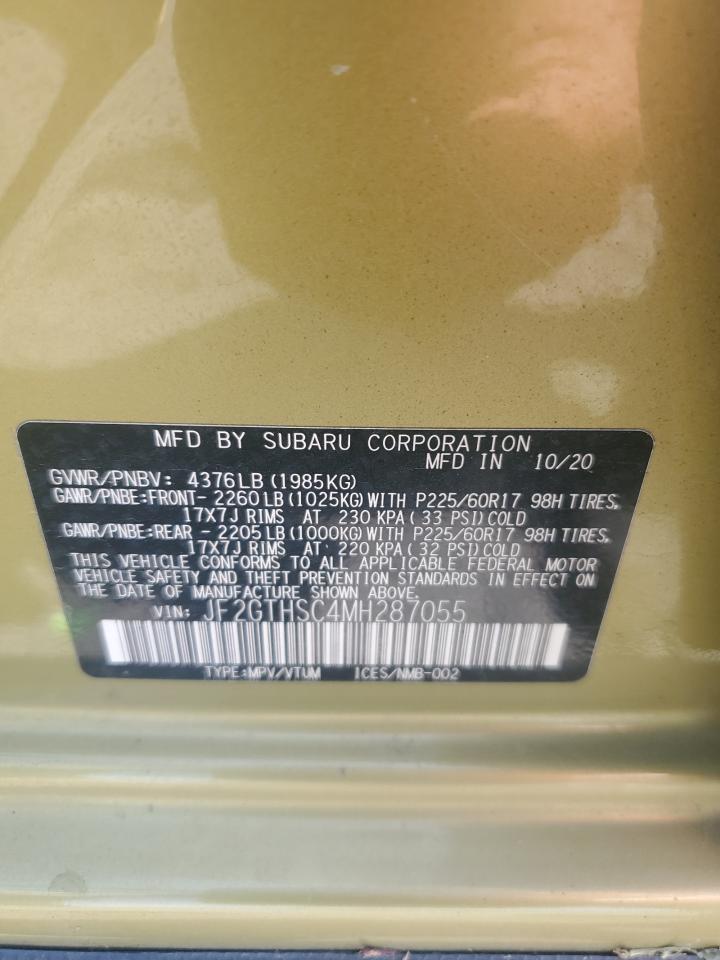 MFD BY SUBARU CORPORATION
MFD IN 10/20
GVWR/PNBV: 4376LB (1985KG)
GAWR/PNBE:FRONT- 2260LB (1025KG) WITH P225/60R17 98H TIRES,
17X7J RIMS AT 230 KPA (33 PSI) COLD
GAWR/PNBE:REAR - 2205LB (1000KG) WITH P225/60R17 98H TIRES,
17X7J RIMS AT 220 KPA (32 PSI) COLD
THIS VEHICLE CONFORMS TO ALL APPLICABLE FEDERAL MOTOR
VEHICLE SAFETY AND THEFT PREVENTION STANDARDS IN EFFECT ON
THE DATE OF MANUFACTURE SHOWN ABOVE.
VIN: JF2GTHSC4MH287055
TYPE:MPV/VTUM ICES/NMB-002